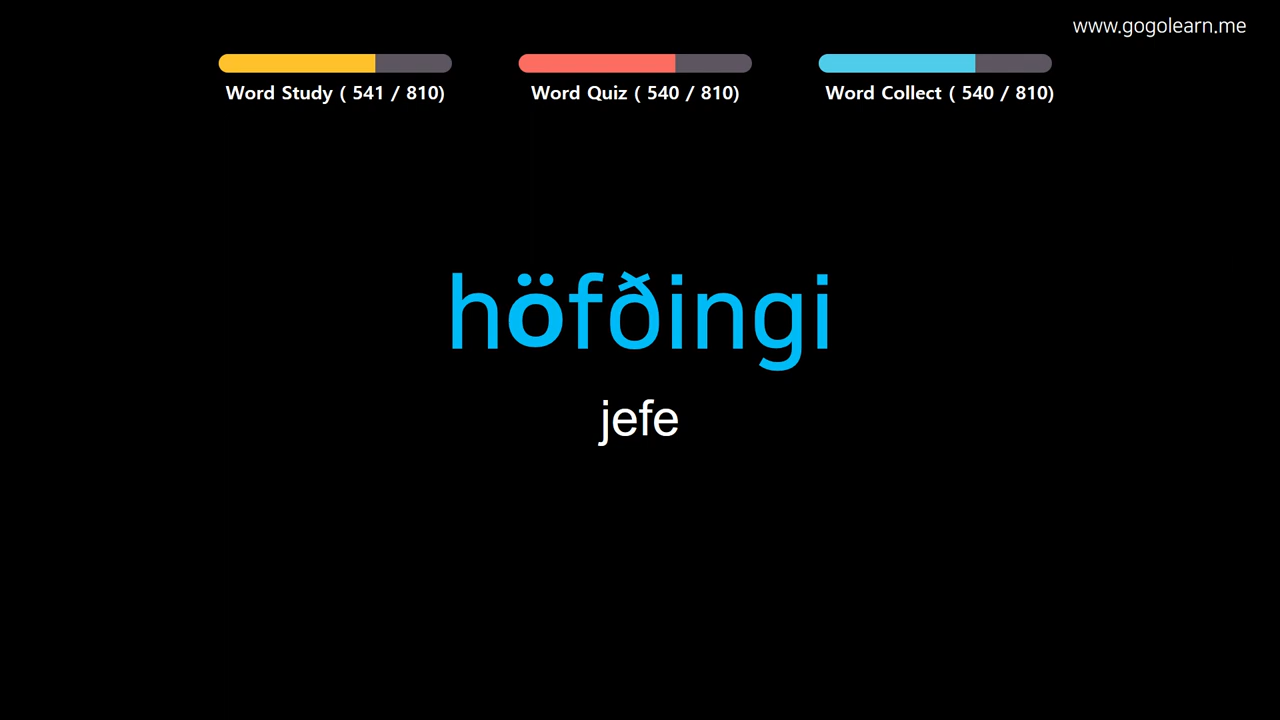 www.gogolearn.me
Word Study ( 541 / 810)
Word Quiz ( 540 / 810)
Word Collect ( 540 / 810)
höfðingi
jefe